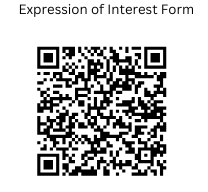 Expression of Interest Form